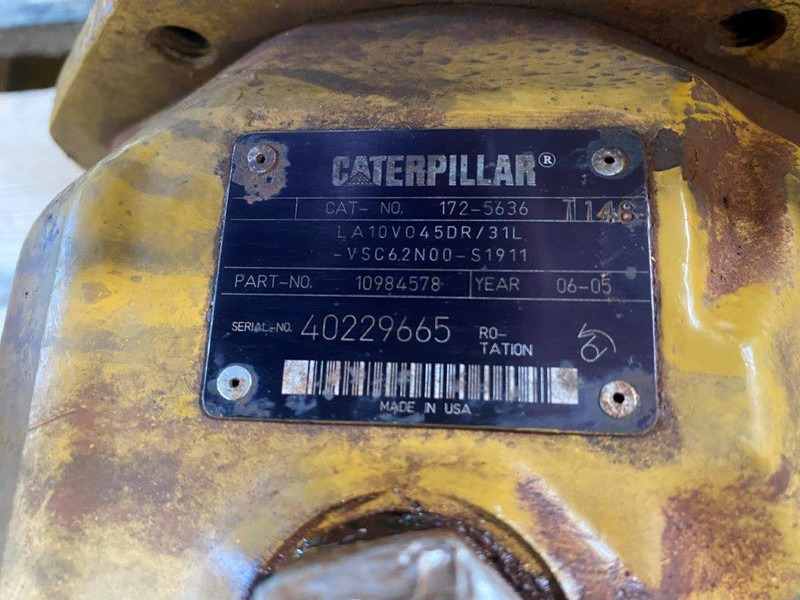 CATERPILLAR®
CAT- NO. 172-5636 1148
LA10VO45DR/31L
-VSC62N00-S1911
PART-NO. 10984578 YEAR 06-05
SERIAL-NO. 40229665 RO-
TATION
MADE IN USA